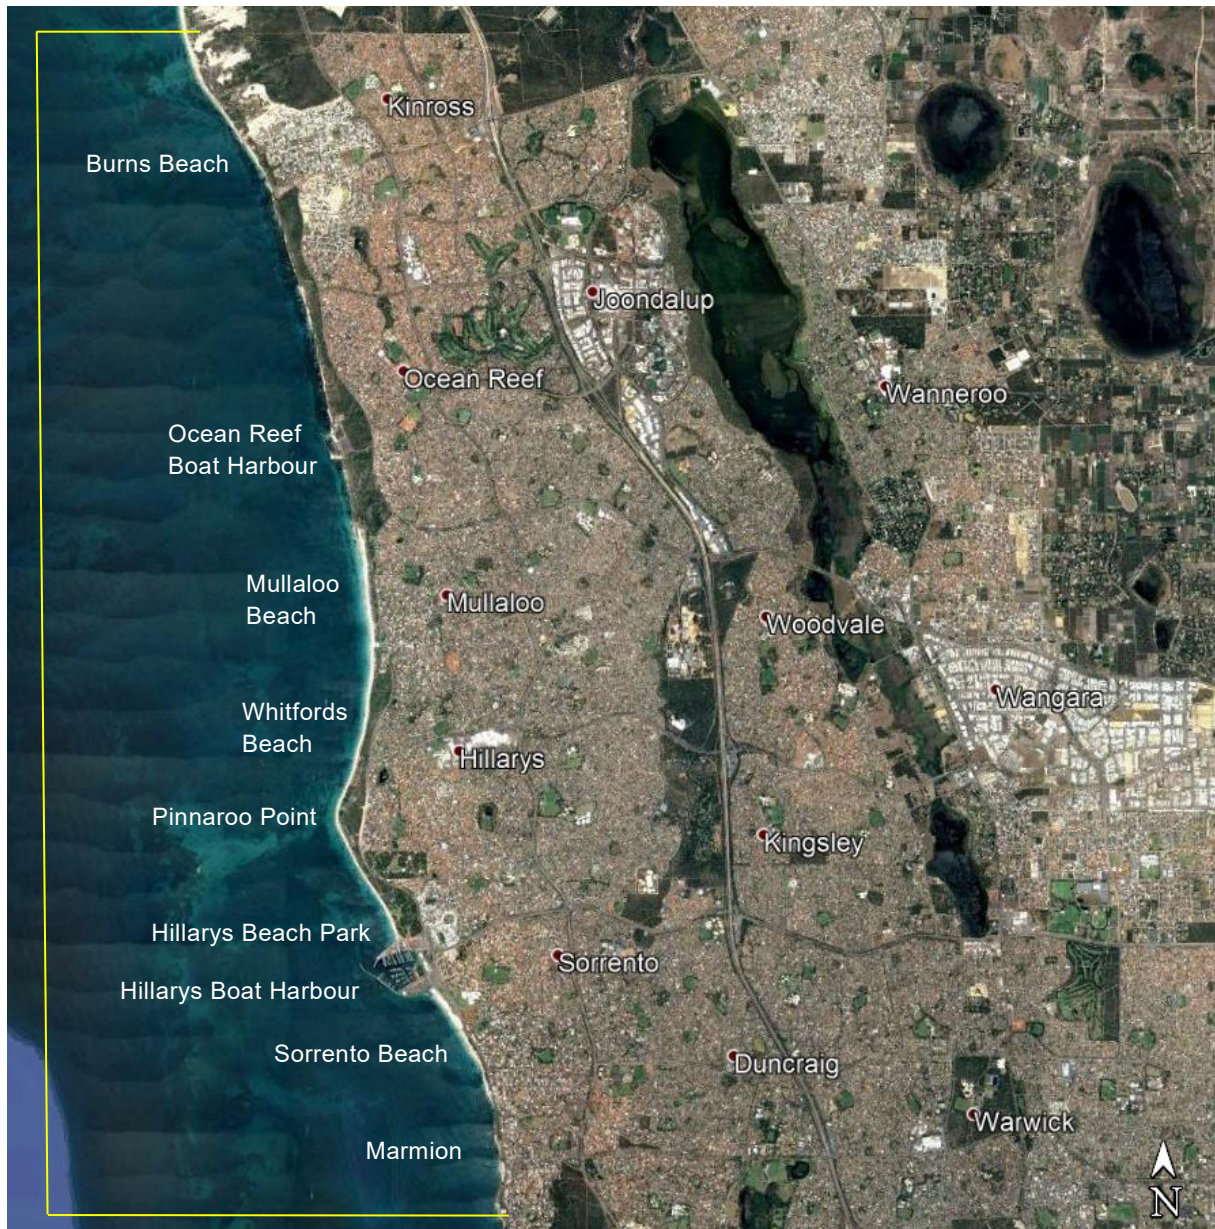 Kinross
Burns Beach
Joondalup
Ocean Reef
Wanneroo
Ocean Reef
Boat Harbour
Mullaloo
Beach
Mullaloo
Woodvale
Wangara
Whitfords
Beach
Hillarys
Pinnaroo Point
Kingsley
Hillarys Beach Park
Sorrento
Hillarys Boat Harbour
Sorrento Beach
Duncraig
Warwick
Marmion
N